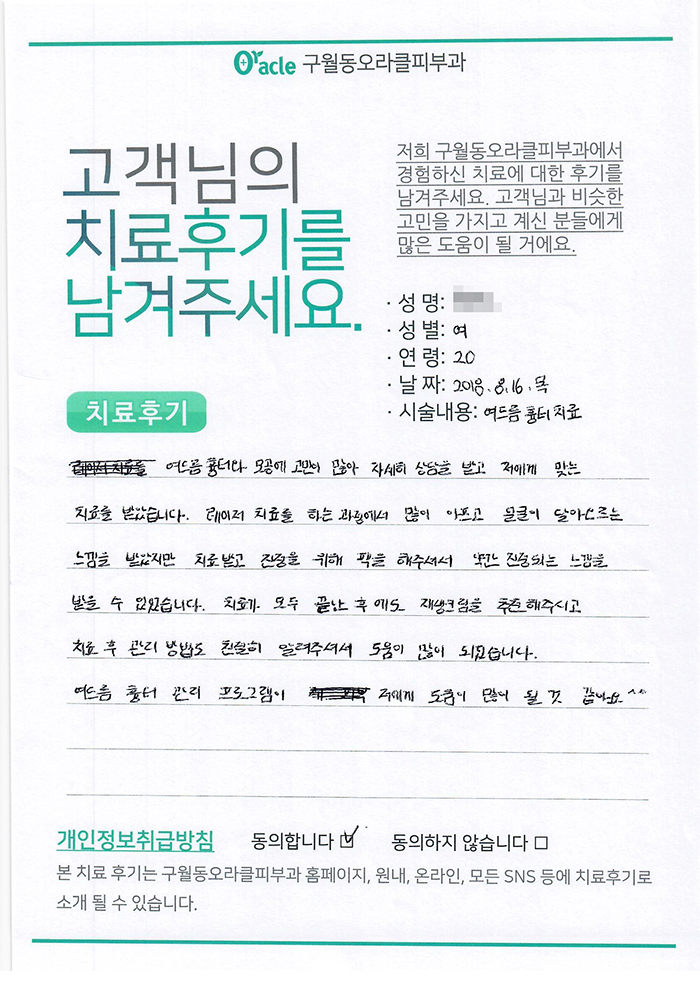 Oracle 구월동오라클피부과
고객님의
치료후기를
남겨주세요.
저희 구월동오라클피부과에서
경험하신 치료에 대한 후기를
남겨주세요. 고객님과 비슷한
고민을 가지고 계신 분들에게
많은 도움이 될 거에요.
· 성 명:
· 성 별: 여
· 연 령: 20
· 날 짜: 2018. 8. 16. 목
· 시술내용: 여드름 흉터 치료
치료후기
여드름 흉터와 모공에 고민이 많아 자세히 상담을 받고 저에게 맞는
치료를 받았습니다. 레이저 치료를 하는 과정에서 많이 아프고 얼굴이 달아오르는
느낌을 받았지만 치료받고 진정을 위해 팩을 해주셔서 약간 진정되는 느낌을
받을 수 있었습니다. 치료가 모두 끝난 후에도 재생크림을 추천해주시고
치료 후 관리 방법도 친절히 알려주셔서 도움이 많이 되었습니다.
여드름 흉터 관리 프로그램이 저에게 도움이 많이 될 것 같아요^^
개인정보취급방침 동의합니다 ☑ 동의하지 않습니다 □
본 치료 후기는 구월동오라클피부과 홈페이지, 원내, 온라인, 모든 SNS 등에 치료후기로
소개 될 수 있습니다.